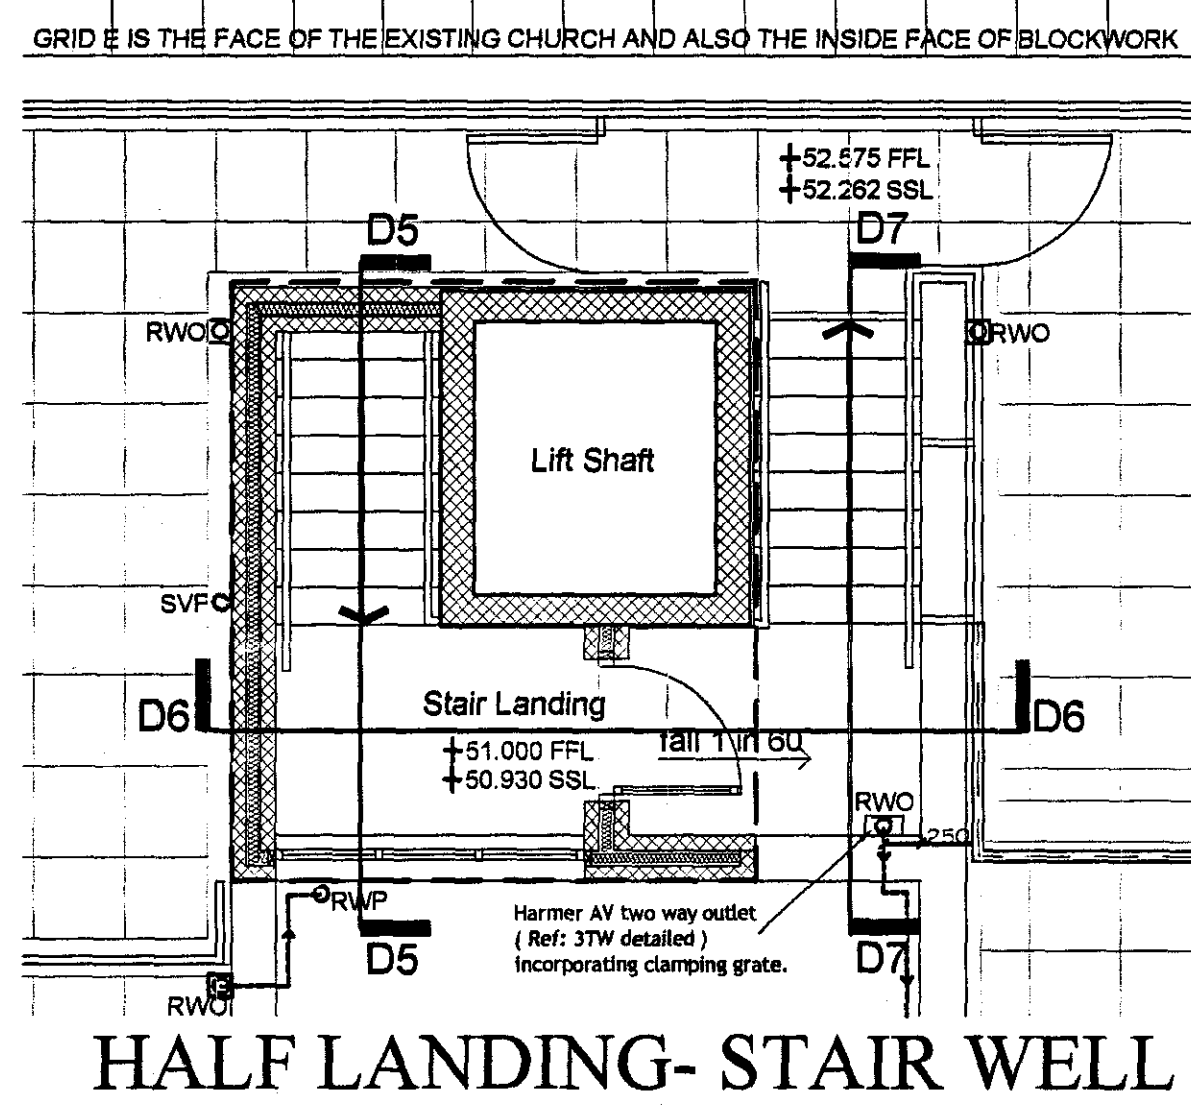 GRID E IS THE FACE OF THE EXISTING CHURCH AND ALSO THE INSIDE FACE OF BLOCKWORK
52.575 FFL
52.262 SSL
D5
D7
RWO
RWO
Lift Shaft
SVP
Stair Landing
D6
D6
fall 1 in 60
51.000 FFL
50.930 SSL
RWO
250
RWP
Harmer AV two way outlet
( Ref: 3TW detailed )
incorporating clamping grate.
D5
D7
RWO
HALF LANDING- STAIR WELL